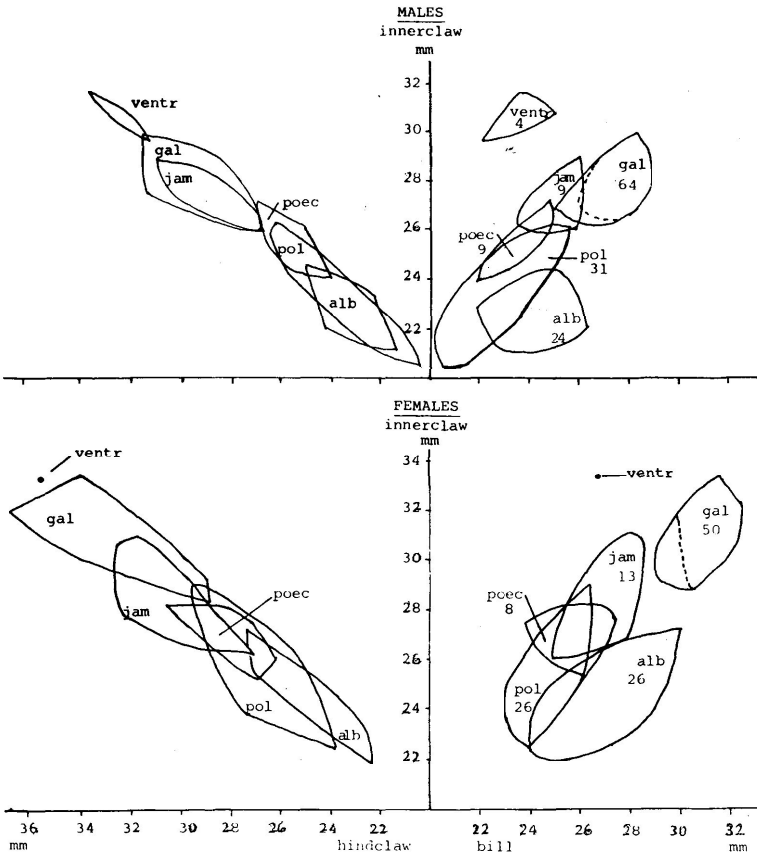 MALES
innerclaw
mm
32
30
28
26
24
22
ventr
gal
jam
poec
pol
alb
ventr
4
jam
9
gal
64
poec
9
pol
31
alb
24
FEMALES
innerclaw
mm
34
32
30
28
26
24
22
ventr
gal
jam
poec
pol
alb
ventr
gal
50
jam
13
poec
8
alb
26
pol
26
36 34 32 30 28 26 24 22
22 24 26 28 30 32
mm hindclaw bill mm